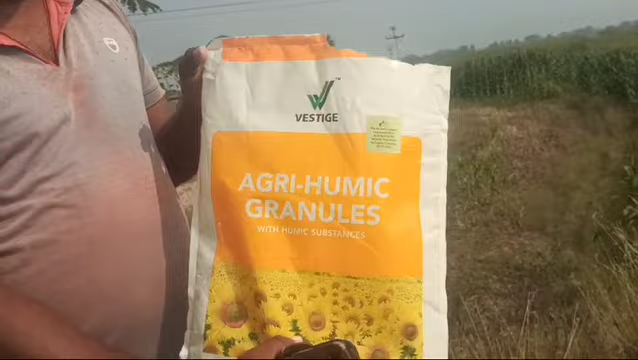 VESTIGE
AGRI-HUMIC
GRANULES
WITH HUMIC SUBSTANCES